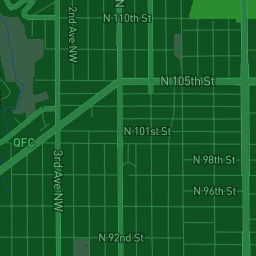 N 110th St
2nd Ave NW
N
N 105th St
N 101st St
QFC
N 98th St
3rd Ave NW
N 96th St
N 92nd St